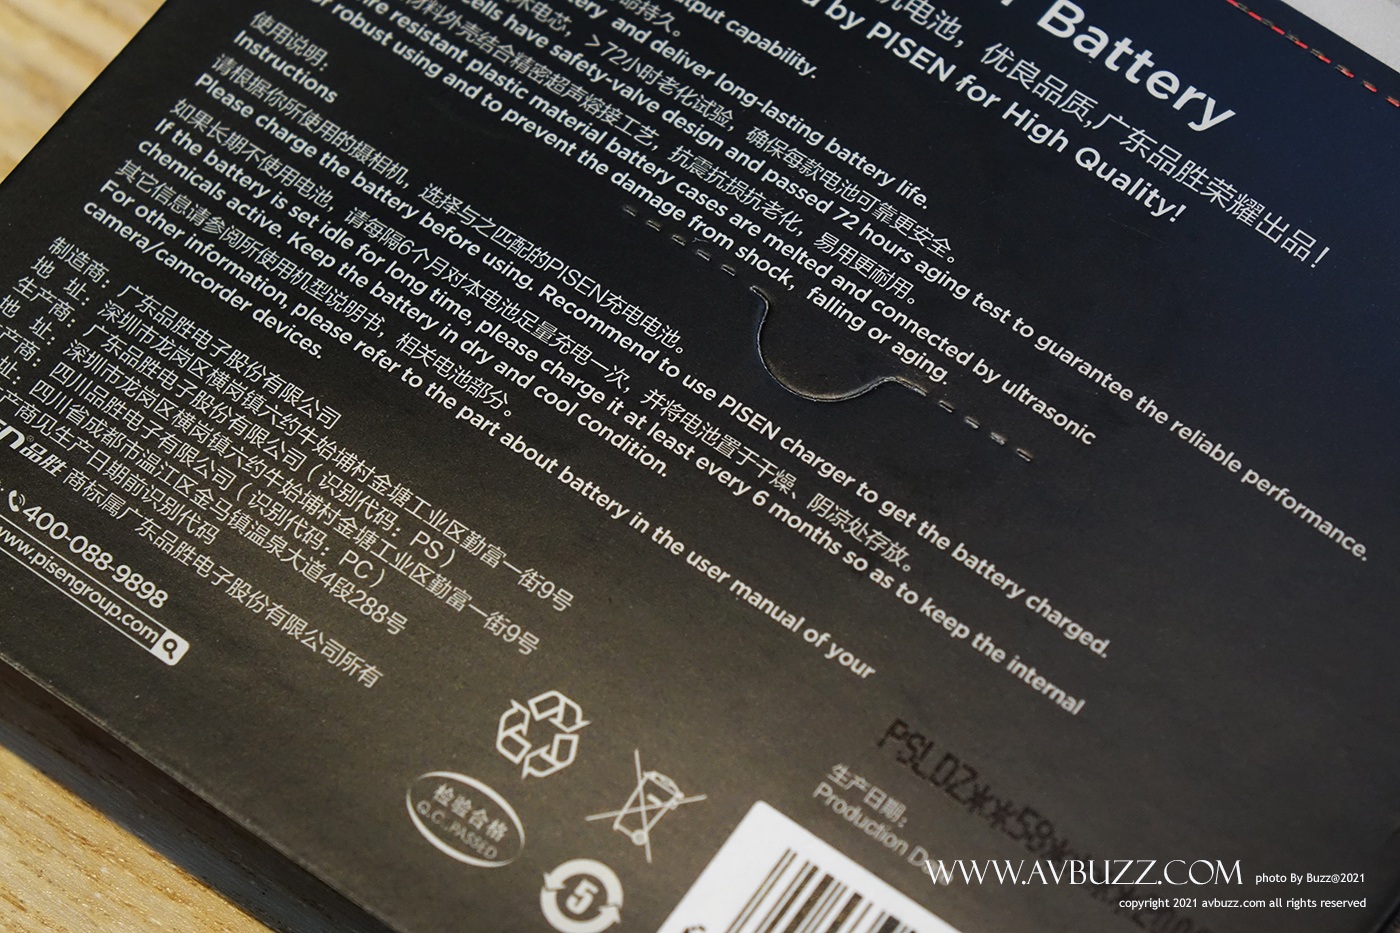 Battery
优良品质,广东品胜荣耀出品！
by PISEN for High Quality!
output capability.
and deliver long-lasting battery life.
电芯，>72小时老化试验，确保每款电池可靠更安全。
cells have safety-valve design and passed 72 hours aging test to guarantee the reliable performance.
材料外壳结合精密超声熔接工艺，抗震抗损抗老化，易用更耐用。
resistant plastic material battery cases are melted and connected by ultrasonic
for robust using and to prevent the damage from shock, falling or aging.
使用说明:
Instructions
请根据你所使用的摄相机，选择与之匹配的PISEN充电电池。
Please charge the battery before using. Recommend to use PISEN charger to get the battery charged.
如果长期不使用电池，请每隔6个月对本电池足量充电一次，并将电池置于干燥、阴凉处存放。
If the battery is set idle for long time, please charge it at least every 6 months so as to keep the internal
chemicals active. Keep the battery in dry and cool condition.
其它信息请参阅所使用机型说明书，相关电池部分。
For other information, please refer to the part about battery in the user manual of your
camera/camcorder devices.
制造商：广东品胜电子股份有限公司
地 址：深圳市龙岗区横岗镇六约牛始埔村金塘工业区勤富一街9号
生产商：广东品胜电子股份有限公司（识别代码：PS）
地 址：深圳市龙岗区横岗镇六约牛始埔村金塘工业区勤富一街9号
产商：四川品胜电子有限公司（识别代码：PC）
址：四川省成都市温江区金马镇温泉大道4段288号
产商见生产日期前识别代码
品胜 商标属广东品胜电子股份有限公司所有
400-088-9898
www.pisengroup.com
检验合格
Q.C. PASSED
5
生产日期:
Production
WWW.AVBUZZ.COM photo By Buzz@2021
copyright 2021 avbuzz.com all rights reserved